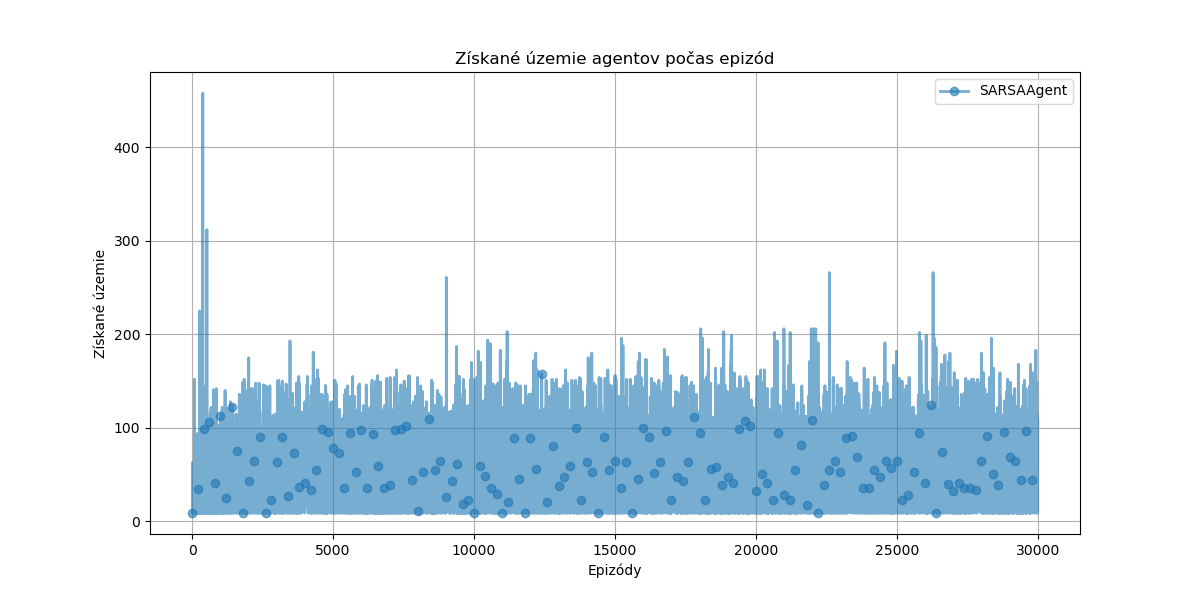 Získané územie agentov počas epizód
SARSAAgent
Získané územie
400
300
200
100
0
0 5000 10000 15000 20000 25000 30000
Epizódy